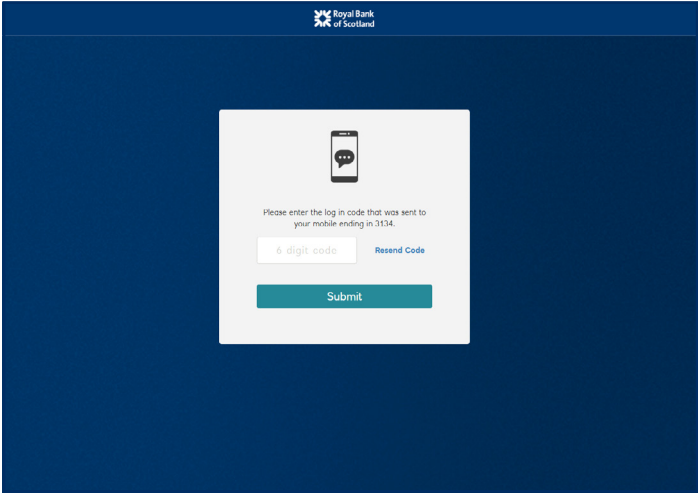 Royal Bank
of Scotland
Please enter the log in code that was sent to
your mobile ending in 3134.
6 digit code
Resend Code
Submit